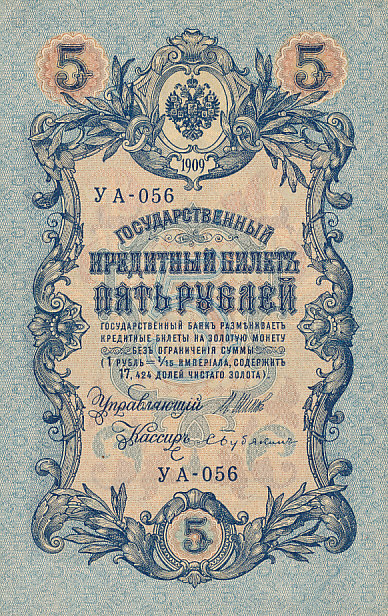 5 5
1909
УА-056
ГОСУДАРСТВЕННЫЙ
КРЕДИТНЫЙ БИЛЕТЪ
ПЯТЬ РУБЛЕЙ
ГОСУДАРСТВЕННЫЙ БАНКЪ РАЗМѢНИВАЕТЪ
КРЕДИТНЫЕ БИЛЕТЫ НА ЗОЛОТУЮ МОНЕТУ
БЕЗЪ ОГРАНИЧЕНІЯ СУММЫ
(1 РУБЛЬ = 1/15 ИМПЕРІАЛА, СОДЕРЖИТЪ
17,424 ДОЛЕЙ ЧИСТАГО ЗОЛОТА)
Управляющій
Кассиръ
УА-056
5